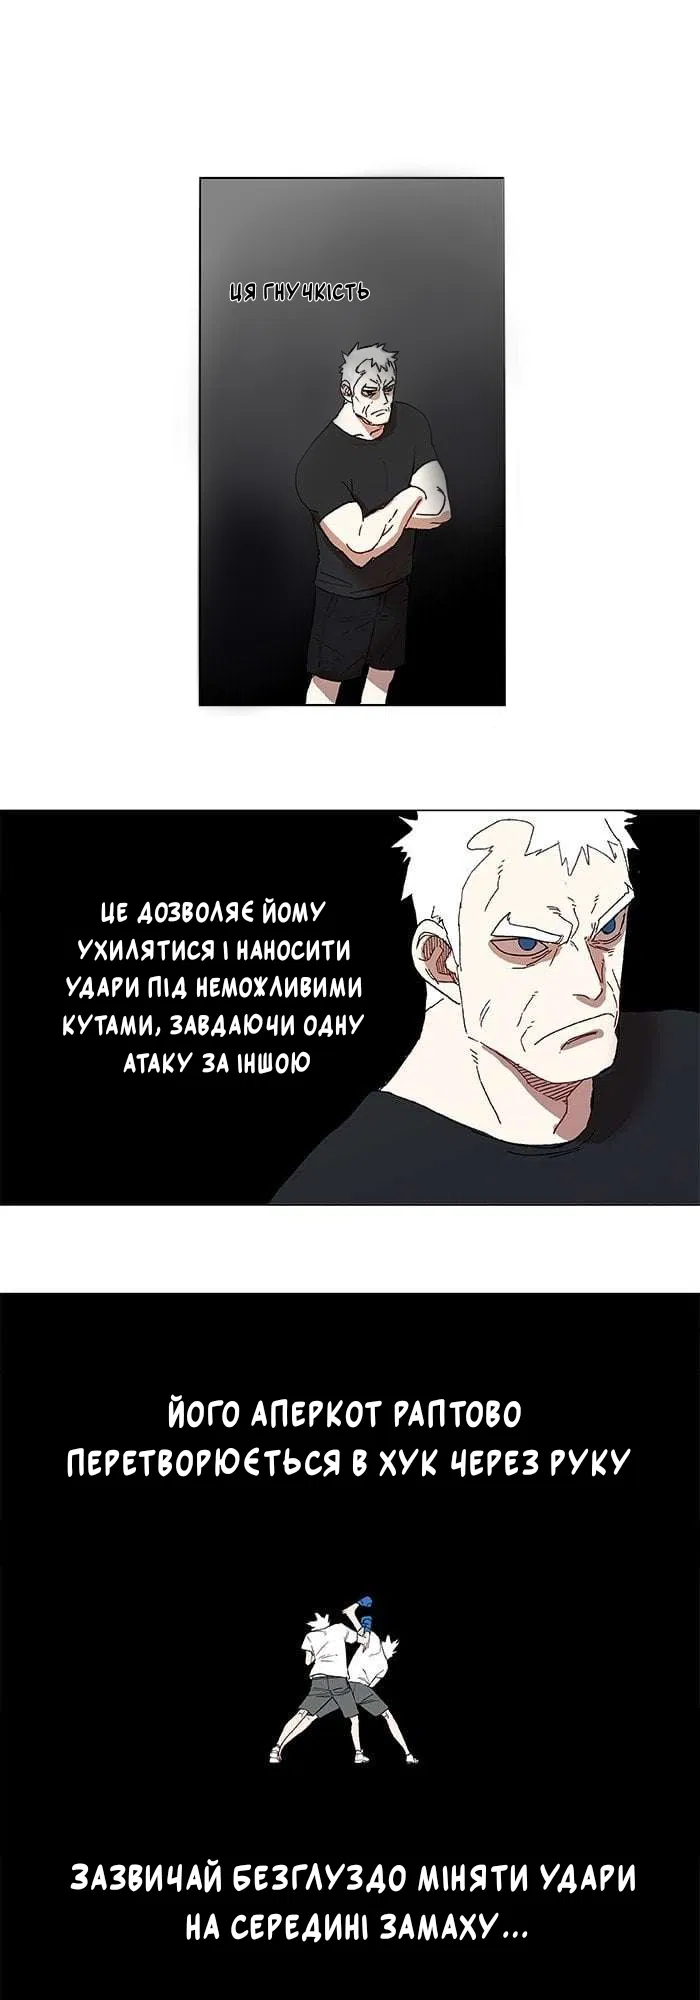 ЦЯ ГНУЧКІСТЬ
ЦЕ ДОЗВОЛЯЄ ЙОМУ
УХИЛЯТИСЯ І НАНОСИТИ
УДАРИ ПІД НЕМОЖЛИВИМИ
КУТАМИ, ЗАВДАЮЧИ ОДНУ
АТАКУ ЗА ІНШОЮ
ЙОГО АПЕРКОТ РАПТОВО
ПЕРЕТВОРЮЄТЬСЯ В ХУК ЧЕРЕЗ РУКУ
ЗАЗВИЧАЙ БЕЗГЛУЗДО МІНЯТИ УДАРИ
НА СЕРЕДИНІ ЗАМАХУ...